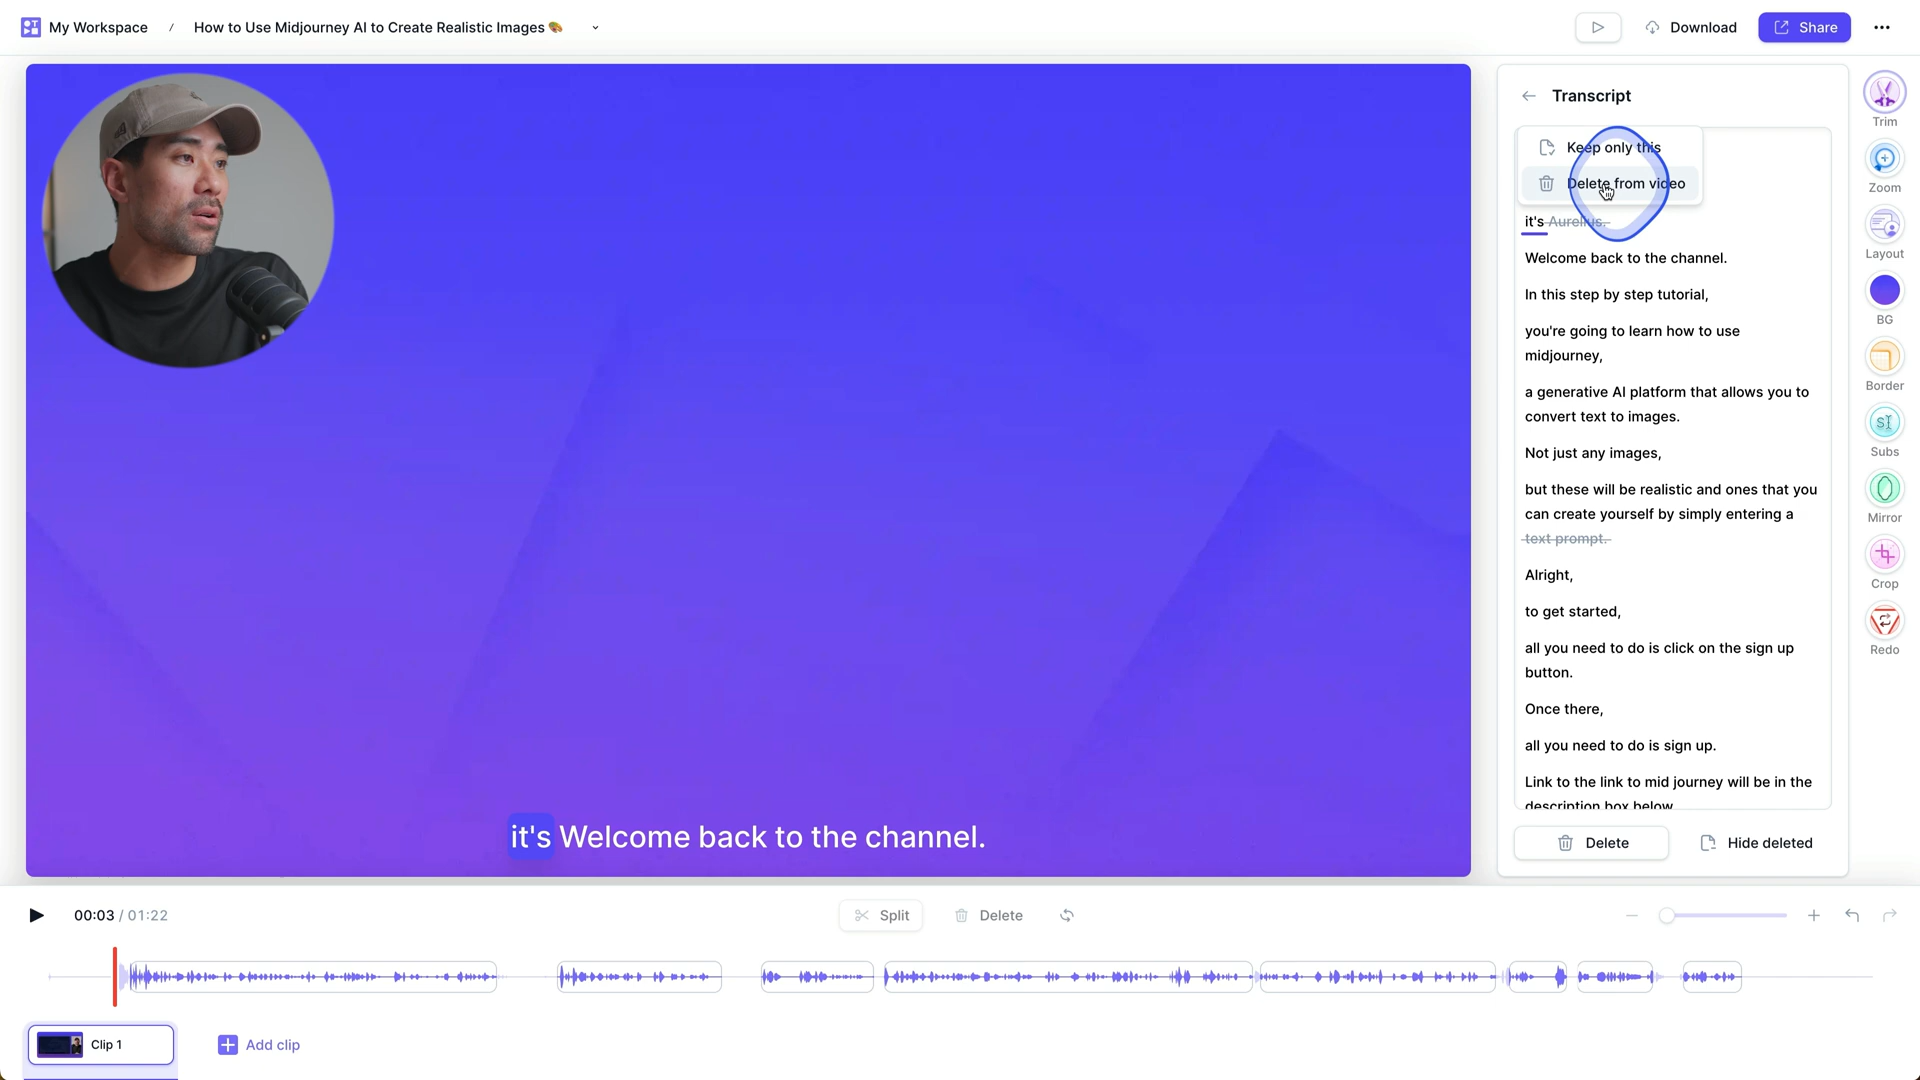 My Workspace / How to Use Midjourney AI to Create Realistic Images 🎨
Download
Share
Transcript
Keep only this
Delete from video
it's Aurelius.
Welcome back to the channel.
In this step by step tutorial,
you're going to learn how to use
midjourney,
a generative AI platform that allows you to
convert text to images.
Not just any images,
but these will be realistic and ones that you
can create yourself by simply entering a
text prompt.
Alright,
to get started,
all you need to do is click on the sign up
button.
Once there,
all you need to do is sign up.
Link to the link to mid journey will be in the
description box below
Delete
Hide deleted
Trim
Zoom
Layout
BG
Border
Subs
Mirror
Crop
Redo
it's Welcome back to the channel.
00:03 / 01:22
Split
Delete
Clip 1
Add clip